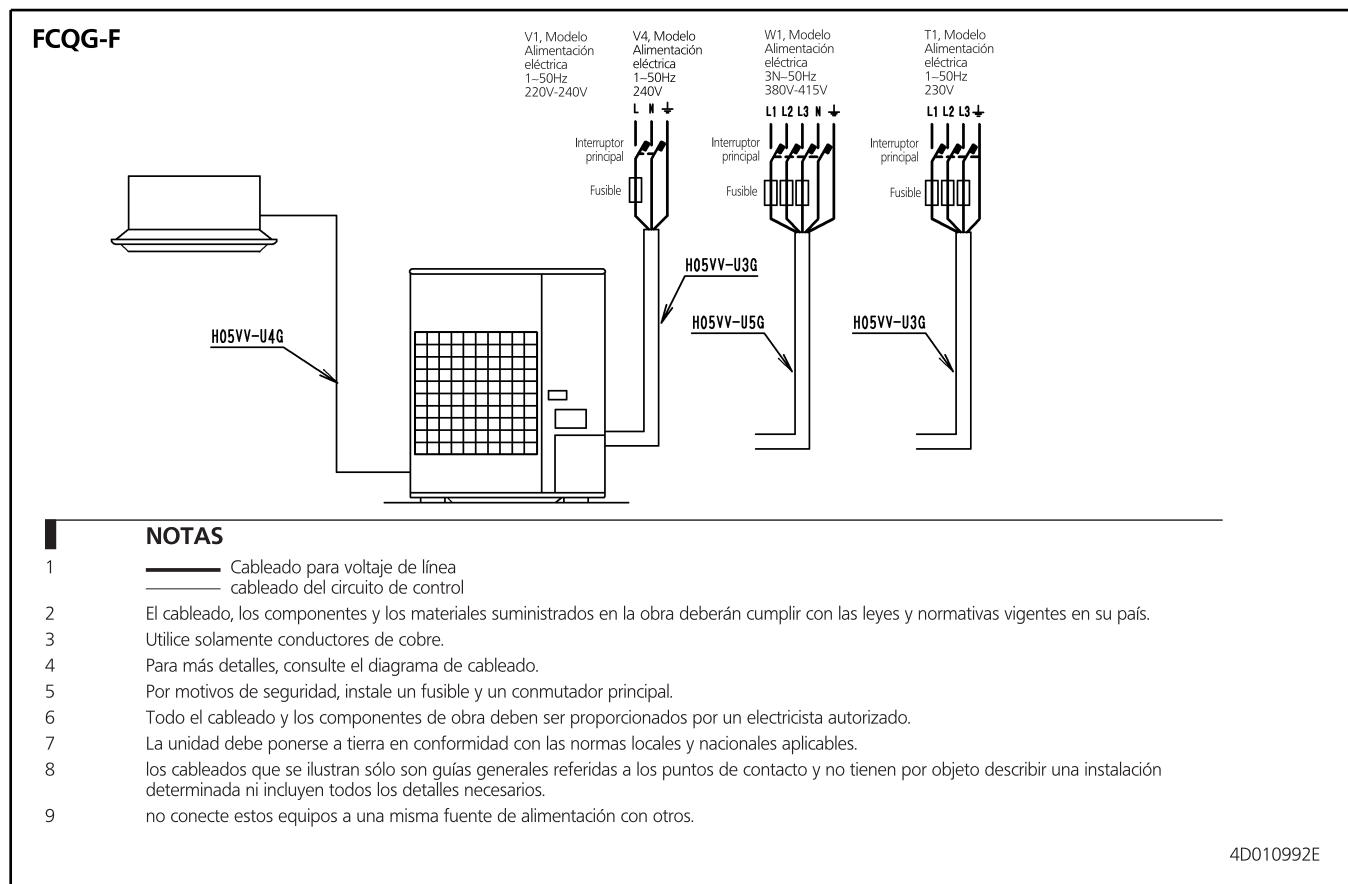 FCQG-F
V1, Modelo
Alimentación
eléctrica
1~50Hz
220V-240V
V4, Modelo
Alimentación
eléctrica
1~50Hz
240V
W1, Modelo
Alimentación
eléctrica
3N~50Hz
380V-415V
T1, Modelo
Alimentación
eléctrica
1~50Hz
230V
L N
L1 L2 L3 N
L1 L2 L3
Interruptor
principal
Interruptor
principal
Interruptor
principal
Fusible
Fusible
Fusible
H05VV-U3G
H05VV-U4G
H05VV-U5G
H05VV-U3G
NOTAS
1 Cableado para voltaje de línea
cableado del circuito de control
2 El cableado, los componentes y los materiales suministrados en la obra deberán cumplir con las leyes y normativas vigentes en su país.
3 Utilice solamente conductores de cobre.
4 Para más detalles, consulte el diagrama de cableado.
5 Por motivos de seguridad, instale un fusible y un conmutador principal.
6 Todo el cableado y los componentes de obra deben ser proporcionados por un electricista autorizado.
7 La unidad debe ponerse a tierra en conformidad con las normas locales y nacionales aplicables.
8 los cableados que se ilustran sólo son guías generales referidas a los puntos de contacto y no tienen por objeto describir una instalación
determinada ni incluyen todos los detalles necesarios.
9 no conecte estos equipos a una misma fuente de alimentación con otros.
4D010992E